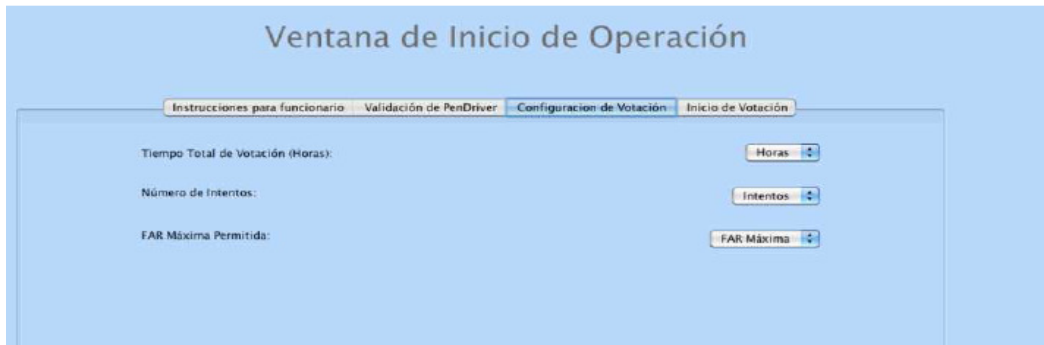 Ventana de Inicio de Operación
Instrucciones para funcionario Validación de PenDriver Configuracion de Votación Inicio de Votación
Tiempo Total de Votación (Horas): Horas
Número de Intentos: Intentos
FAR Máxima Permitida: FAR Máxima